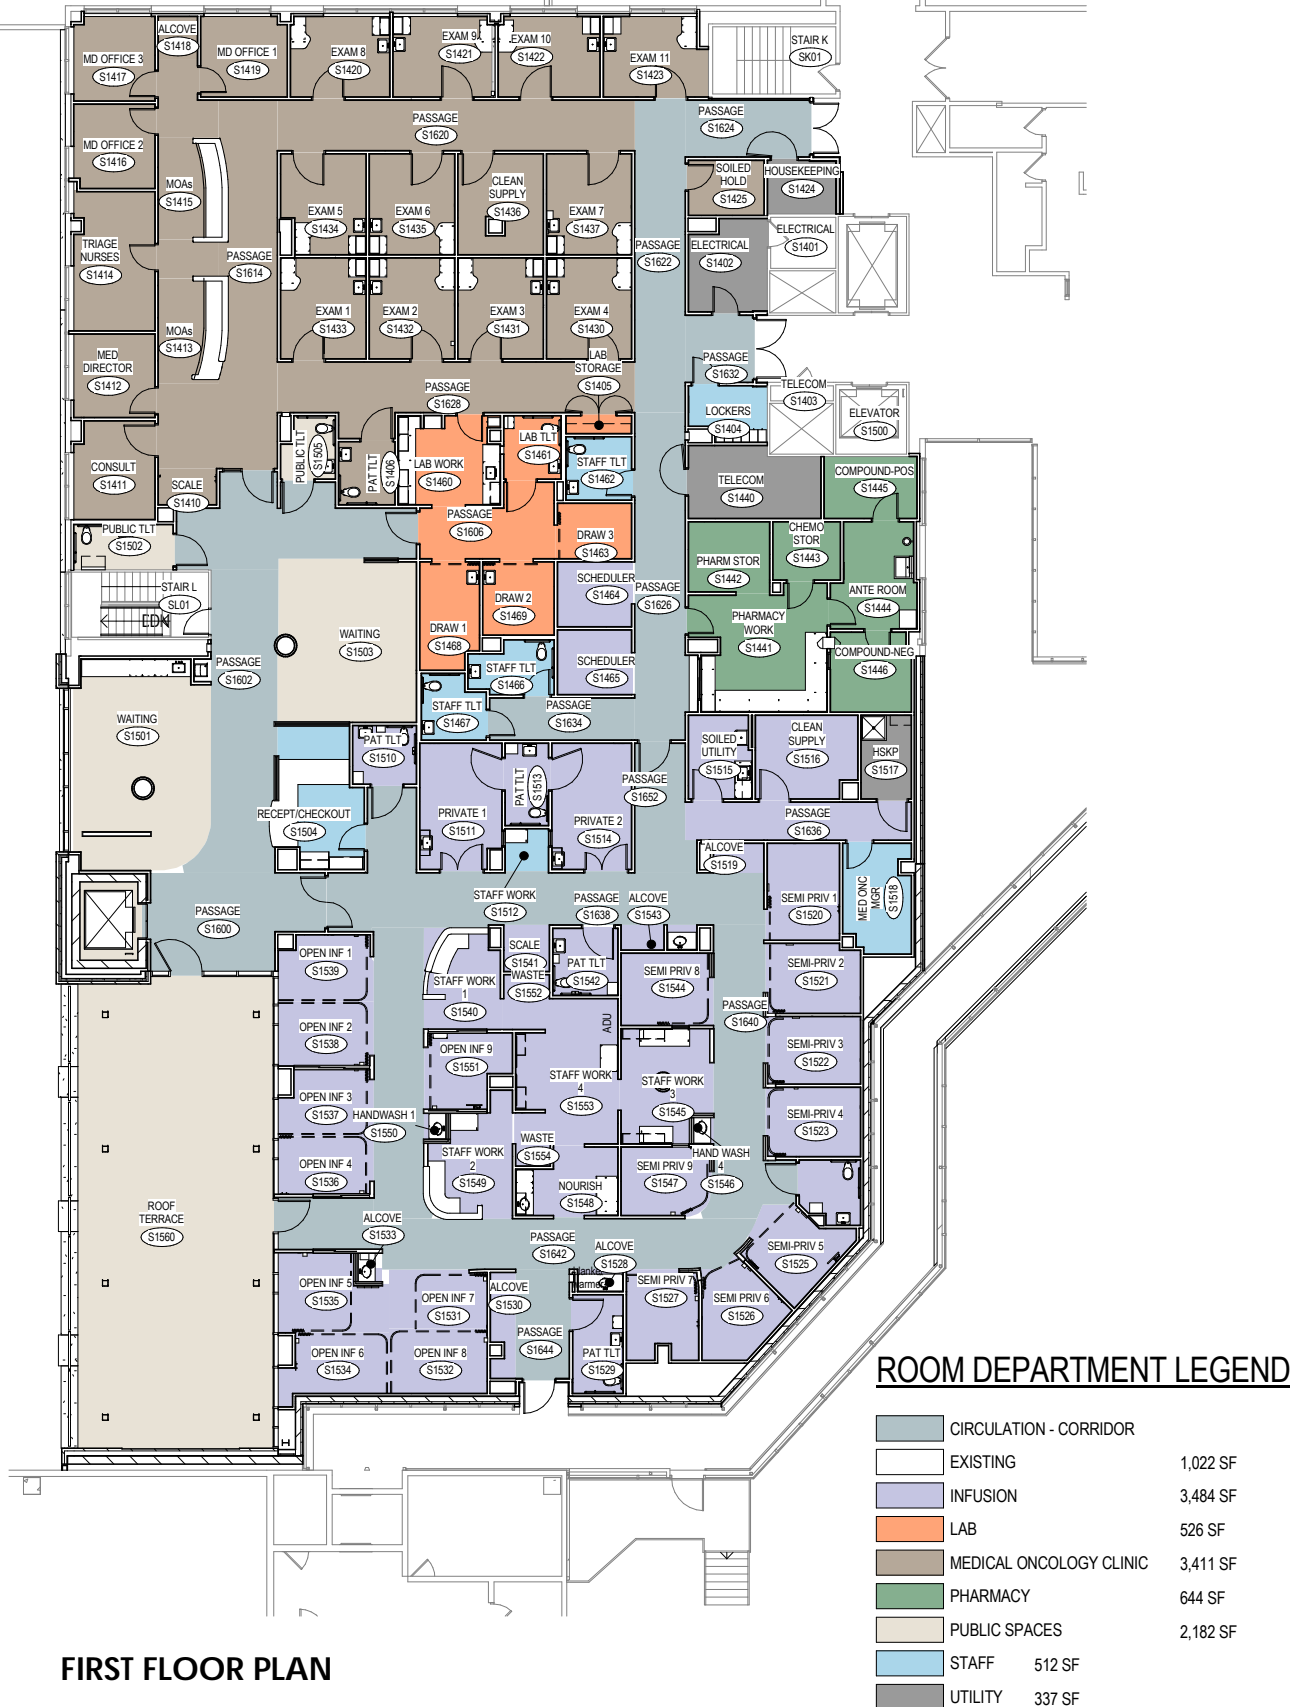 ALCOVE
S1418
MD OFFICE 3
S1417
MD OFFICE 1
S1419
EXAM 8
S1420
EXAM 9
S1421
EXAM 10
S1422
EXAM 11
S1423
STAIR K
SK01
PASSAGE
S1620
PASSAGE
S1624
MD OFFICE 2
S1416
MOAs
S1415
SOILED
HOLD
S1425
HOUSEKEEPING
S1424
CLEAN
SUPPLY
S1436
EXAM 5
S1434
EXAM 6
S1435
EXAM 7
S1437
TRIAGE
NURSES
S1414
PASSAGE
S1614
PASSAGE
S1622
ELECTRICAL
S1402
ELECTRICAL
S1401
MOAs
S1413
EXAM 1
S1433
EXAM 2
S1432
EXAM 3
S1431
EXAM 4
S1430
MED
DIRECTOR
S1412
LAB
STORAGE
S1405
PASSAGE
S1632
PASSAGE
S1628
TELECOM
S1403
LOCKERS
S1404
ELEVATOR
S1500
CONSULT
S1411
SCALE
S1410
PUBLIC TLT
S1505
PAT TLT
S1406
LAB WORK
S1460
LAB TLT
S1461
STAFF TLT
S1462
TELECOM
S1440
COMPOUND-POS
S1445
PUBLIC TLT
S1502
PASSAGE
S1606
DRAW 3
S1463
CHEMO
STOR
S1443
PHARM STOR
S1442
STAIR L
SL01
EDN
SCHEDULER
S1464
PASSAGE
S1626
ANTE ROOM
S1444
DRAW 2
S1469
DRAW 1
S1468
PHARMACY
WORK
S1441
WAITING
S1503
PASSAGE
S1602
STAFF TLT
S1466
SCHEDULER
S1465
COMPOUND-NEG
S1446
WAITING
S1501
STAFF TLT
S1467
PASSAGE
S1634
PAT TLT
S1510
SOILED
UTILITY
S1515
CLEAN
SUPPLY
S1516
HSKP
S1517
PAT TLT
S1513
PASSAGE
S1652
RECEPT/CHECKOUT
S1504
PRIVATE 1
S1511
PRIVATE 2
S1514
PASSAGE
S1636
ALCOVE
S1519
STAFF WORK
S1512
PASSAGE
S1638
ALCOVE
S1543
SEMI PRIV 1
S1520
MED ONC
MGR
S1518
PASSAGE
S1600
OPEN INF 1
S1539
SCALE
S1541
PAT TLT
S1542
WASTE
S1552
STAFF WORK
1
S1540
SEMI PRIV 8
S1544
SEMI-PRIV 2
S1521
PASSAGE
S1640
ADU
OPEN INF 2
S1538
OPEN INF 9
S1551
STAFF WORK
4
S1553
STAFF WORK
3
S1545
SEMI-PRIV 3
S1522
OPEN INF 3
S1537
HANDWASH 1
S1550
SEMI-PRIV 4
S1523
WASTE
S1554
STAFF WORK
2
S1549
HAND WASH
4
S1546
OPEN INF 4
S1536
SEMI PRIV 9
S1547
NOURISH
S1548
ROOF
TERRACE
S1560
ALCOVE
S1533
PASSAGE
S1642
ALCOVE
S1528
SEMI-PRIV 5
S1525
OPEN INF 5
S1535
ALCOVE
S1530
SEMI PRIV 7
S1527
SEMI PRIV 6
S1526
OPEN INF 7
S1531
PASSAGE
S1644
OPEN INF 6
S1534
OPEN INF 8
S1532
PAT TLT
S1529
ROOM DEPARTMENT LEGEND
CIRCULATION - CORRIDOR
EXISTING 1,022 SF
INFUSION 3,484 SF
LAB 526 SF
MEDICAL ONCOLOGY CLINIC 3,411 SF
PHARMACY 644 SF
PUBLIC SPACES 2,182 SF
STAFF 512 SF
UTILITY 337 SF
FIRST FLOOR PLAN